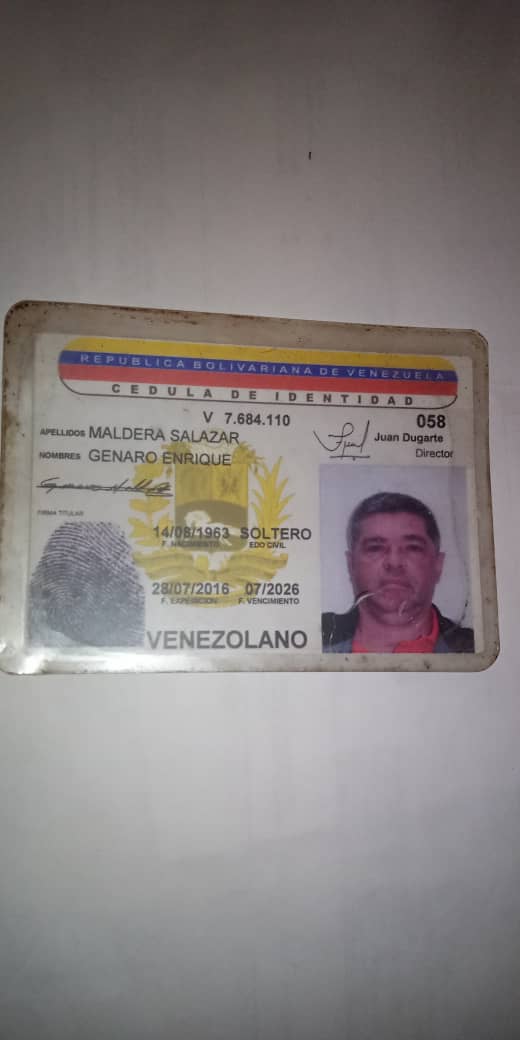 REPUBLICA BOLIVARIANA DE VENEZUELA
CEDULA DE IDENTIDAD
V 7.684.110
058
APELLIDOS MALDERA SALAZAR
Juan Dugarte
NOMBRES GENARO ENRIQUE
Director
FIRMA TITULAR
14/08/1963 SOLTERO
F. NACIMIENTO EDO CIVIL
28/07/2016 07/2026
F. EXPEDICION F. VENCIMIENTO
VENEZOLANO